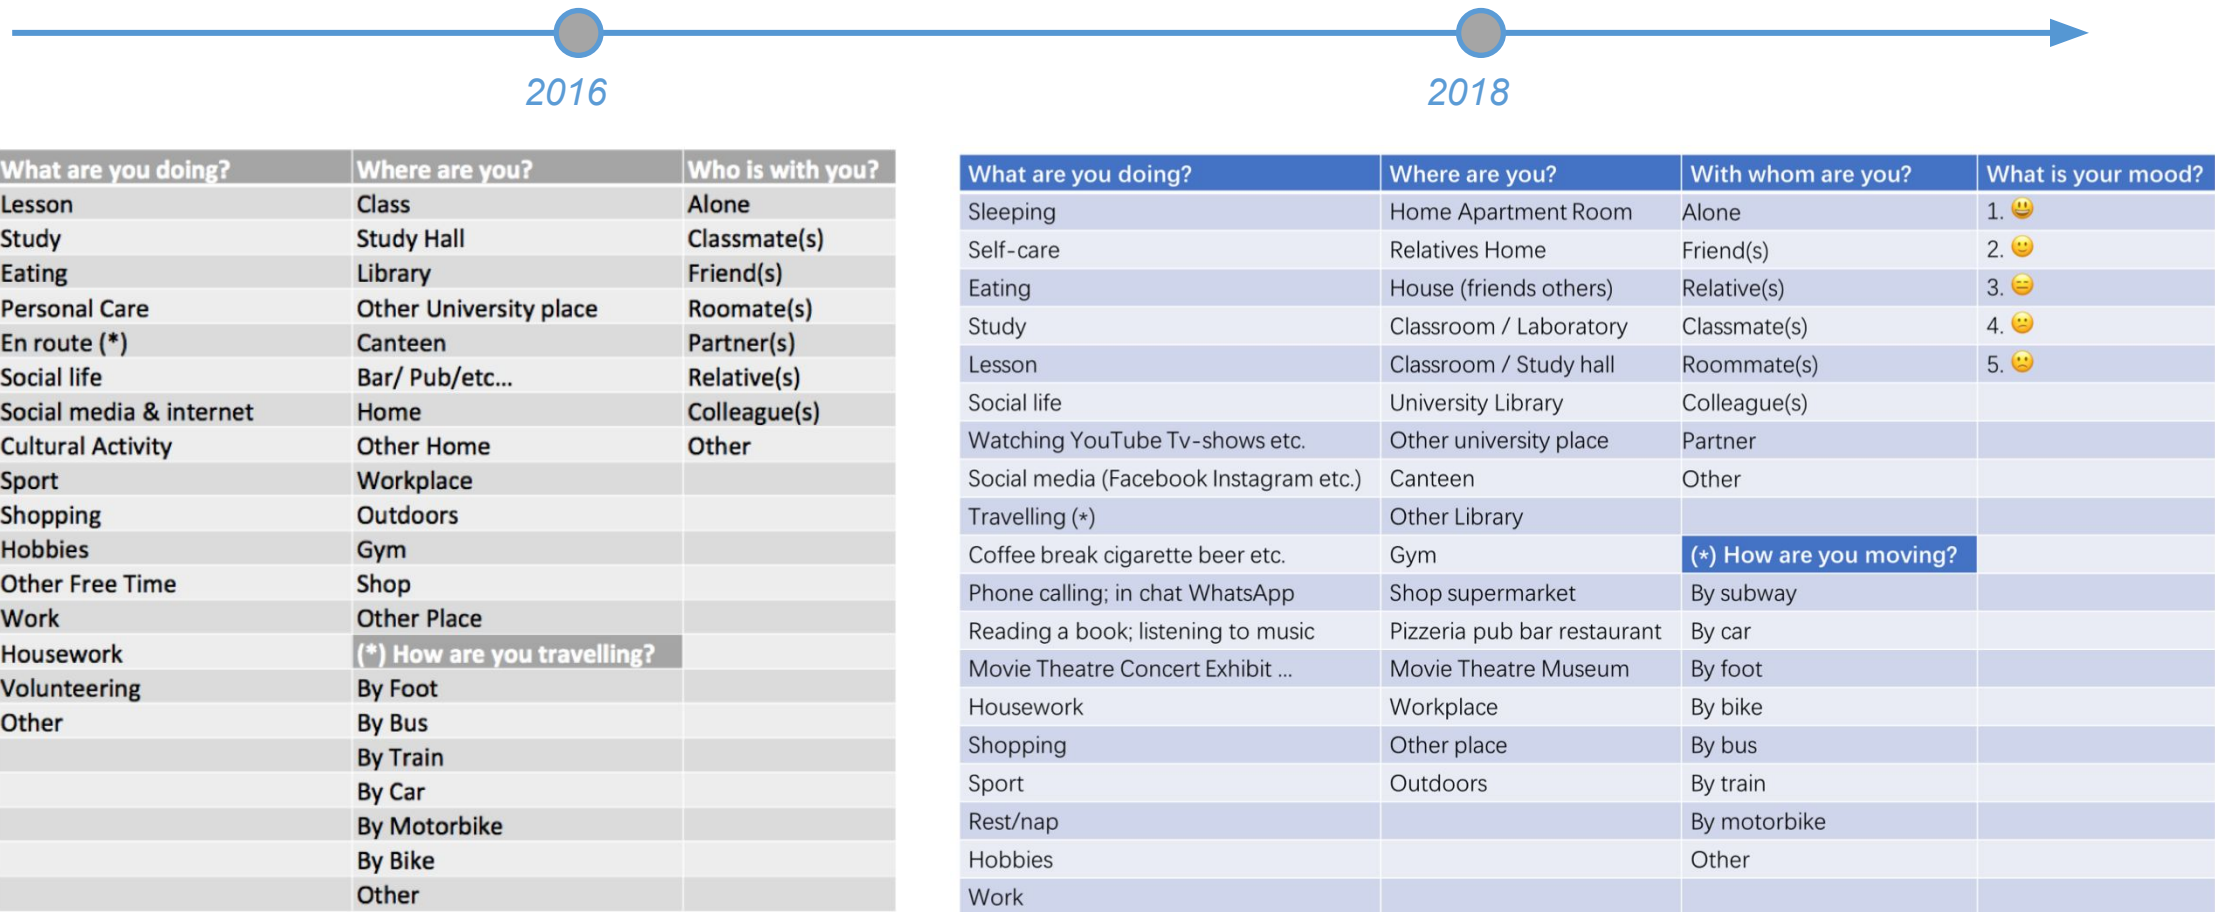 2016
2018
What are you doing? Where are you? Who is with you?
Lesson Class Alone
Study Study Hall Classmate(s)
Eating Library Friend(s)
Personal Care Other University place Roomate(s)
En route (*) Canteen Partner(s)
Social life Bar/ Pub/etc... Relative(s)
Social media & internet Home Colleague(s)
Cultural Activity Other Home Other
Sport Workplace
Shopping Outdoors
Hobbies Gym
Other Free Time Shop
Work Other Place
Housework (*) How are you travelling?
Volunteering By Foot
Other By Bus
By Train
By Car
By Motorbike
By Bike
Other
What are you doing? Where are you? With whom are you? What is your mood?
Sleeping Home Apartment Room Alone 1. 😃
Self-care Relatives Home Friend(s) 2. 🙂
Eating House (friends others) Relative(s) 3. 😑
Study Classroom / Laboratory Classmate(s) 4. 😕
Lesson Classroom / Study hall Roommate(s) 5. 🙁
Social life University Library Colleague(s)
Watching YouTube Tv-shows etc. Other university place Partner
Social media (Facebook Instagram etc.) Canteen Other
Travelling (*) Other Library
Coffee break cigarette beer etc. Gym (*) How are you moving?
Phone calling; in chat WhatsApp Shop supermarket By subway
Reading a book; listening to music Pizzeria pub bar restaurant By car
Movie Theatre Concert Exhibit ... Movie Theatre Museum By foot
Housework Workplace By bike
Shopping Other place By bus
Sport Outdoors By train
Rest/nap By motorbike
Hobbies Other
Work